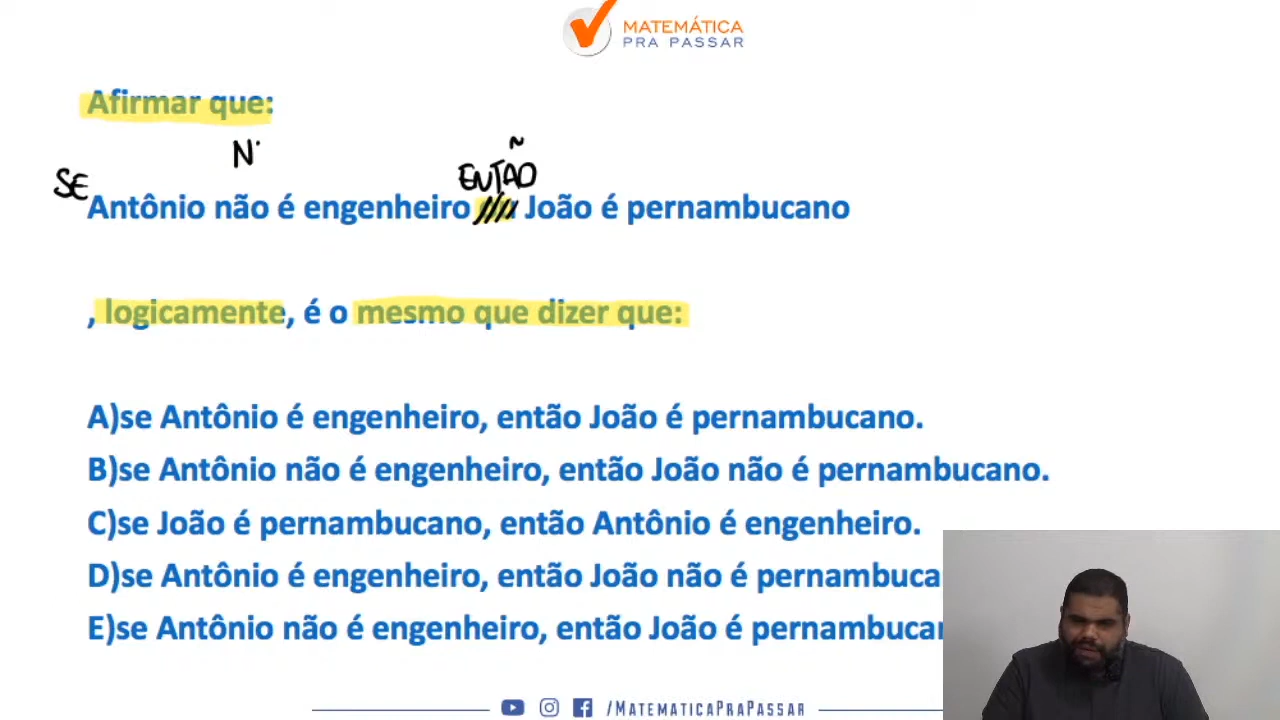 MATEMÁTICA
PRA PASSAR
Afirmar que:
N
SE
ENTÃO
Antônio não é engenheiro João é pernambucano
, logicamente, é o mesmo que dizer que:
A)se Antônio é engenheiro, então João é pernambucano.
B)se Antônio não é engenheiro, então João não é pernambucano.
C)se João é pernambucano, então Antônio é engenheiro.
D)se Antônio é engenheiro, então João não é pernambuca
E)se Antônio não é engenheiro, então João é pernambuca
/MATEMATICAPRAPASSAR